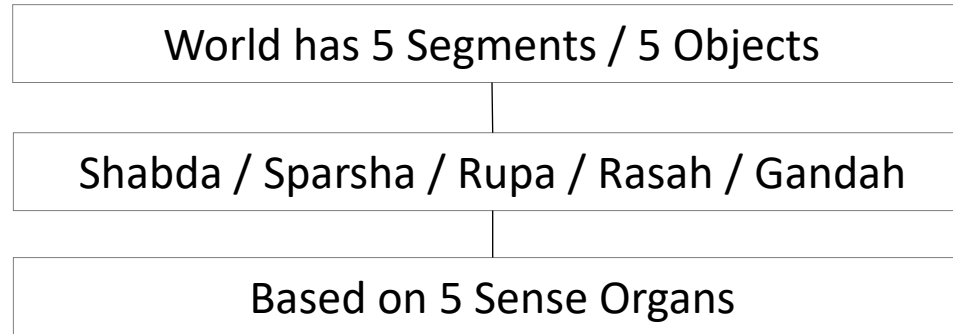 World has 5 Segments / 5 Objects
Shabda / Sparsha / Rupa / Rasah / Gandah
Based on 5 Sense Organs